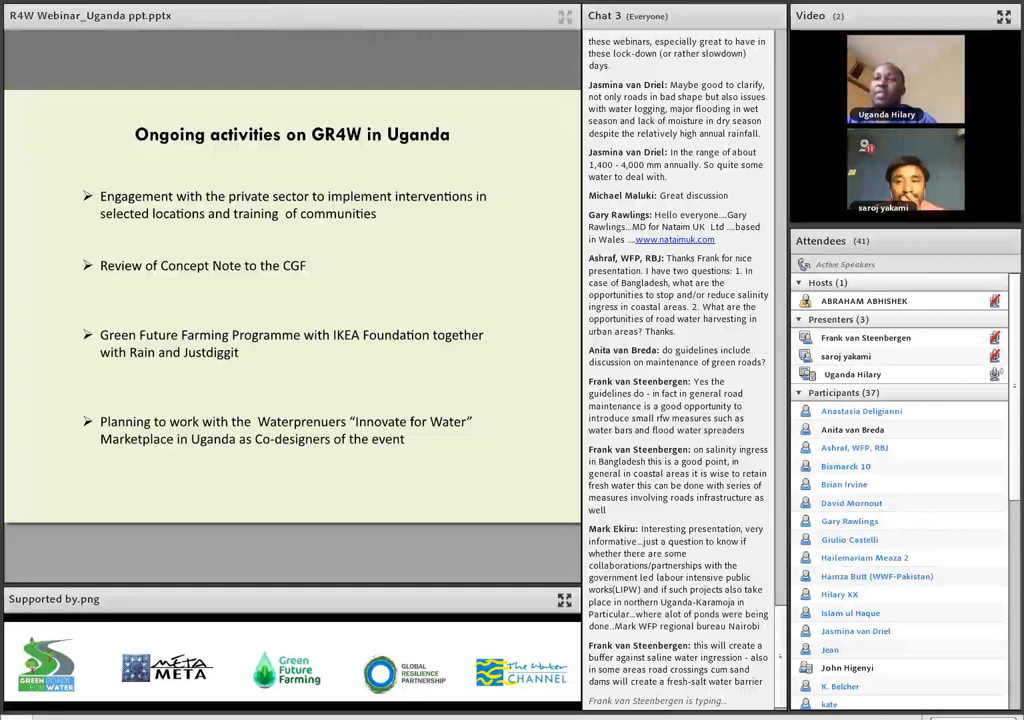 R4W Webinar_Uganda ppt.pptx
Ongoing activities on GR4W in Uganda
➢ Engagement with the private sector to implement interventions in
selected locations and training of communities
➢ Review of Concept Note to the CGF
➢ Green Future Farming Programme with IKEA Foundation together
with Rain and Justdiggit
➢ Planning to work with the Waterprenuers “Innovate for Water”
Marketplace in Uganda as Co-designers of the event
Supported by.png
GREEN ROADS
FOR WATER
META
META
Green
Future
Farming
GLOBAL
RESILIENCE
PARTNERSHIP
The Water
CHANNEL
Chat 3 (Everyone)
these webinars, especially great to have in
these lock-down (or rather slowdown)
days.
Jasmina van Driel: Maybe good to clarify,
not only roads in bad shape but also issues
with water logging, major flooding in wet
season and lack of moisture in dry season
despite the relatively high annual rainfall.
Jasmina van Driel: In the range of about
1,400 - 4,000 mm annually. So quite some
water to deal with.
Michael Maluki: Great discussion
Gary Rawlings: Hello everyone....Gary
Rawlings...MD for Nataim UK Ltd ....based
in Wales ....www.nataimuk.com
Ashraf, WFP, RBJ: Thanks Frank for nice
presentation. I have two questions: 1. In
case of Bangladesh, what are the
opportunities to stop and/or reduce salinity
ingress in coastal areas. 2. What are the
opportunities of road water harvesting in
urban areas? Thanks.
Anita van Breda: do guidelines include
discussion on maintenance of green roads?
Frank van Steenbergen: Yes the
guidelines do - in fact in general road
maintenance is a good opportunity to
introduce small rfw measures such as
water bars and flood water spreaders
Frank van Steenbergen: on salinity ingress
in Bangladesh this is a good point, in
general in coastal areas it is wise to retain
fresh water this can be done with series of
measures involving roads infrastructure as
well
Mark Ekiru: Interesting presentation, very
informative...just a question to know if
whether there are some
collaborations/partnerships with the
government led labour intensive public
works(LIPW) and if such projects also take
place in northern Uganda-Karamoja in
Particular...where alot of ponds were being
done..Mark WFP regional bureau Nairobi
Frank van Steenbergen: this will create a
buffer against saline water ingression - also
in some areas road crossings cum sand
dams will create a fresh-salt water barrier
Frank van Steenbergen is typing...
Video (2)
Uganda Hilary
saroj yakami
Attendees (41)
Active Speakers
Hosts (1)
ABRAHAM ABHISHEK
Presenters (3)
Frank van Steenbergen
saroj yakami
Uganda Hilary
Participants (37)
Anastasia Deligianni
Anita van Breda
Ashraf, WFP, RBJ
Bismarck 10
Brian Irvine
David Mornout
Gary Rawlings
Giulio Castelli
Hailemariam Meaza 2
Hamza Butt (WWF-Pakistan)
Hilary XX
Islam ul Haque
Jasmina van Driel
Jean
John Higenyi
K. Belcher
kate